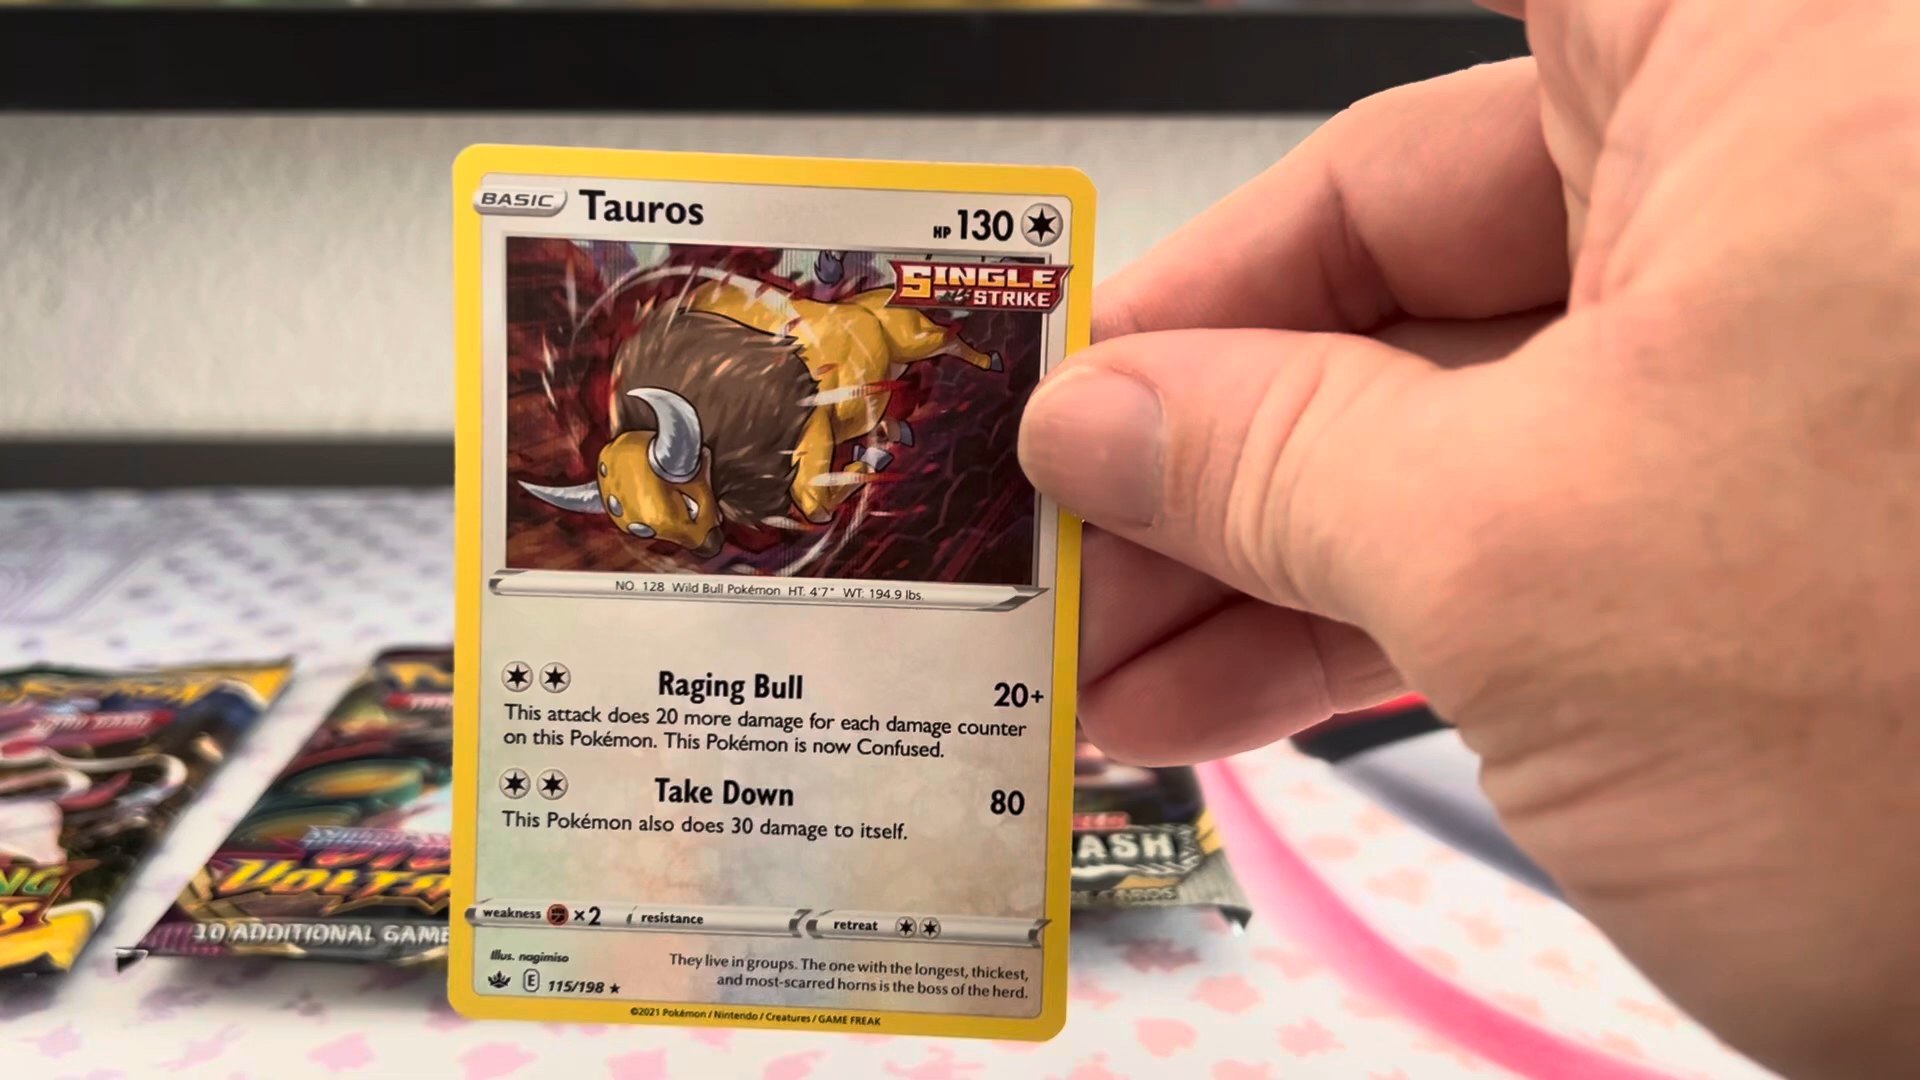 BASIC Tauros HP 130
SINGLE
STRIKE
NO. 128 Wild Bull Pokémon HT: 4'7" WT: 194.9 lbs.
Raging Bull 20+
This attack does 20 more damage for each damage counter
on this Pokémon. This Pokémon is now Confused.
Take Down 80
This Pokémon also does 30 damage to itself.
weakness ×2 resistance retreat
Illus. nagimiso
They live in groups. The one with the longest, thickest,
and most-scarred horns is the boss of the herd.
E 115/198 ★
©2021 Pokémon / Nintendo / Creatures / GAME FREAK
10 ADDITIONAL GAME
ASH